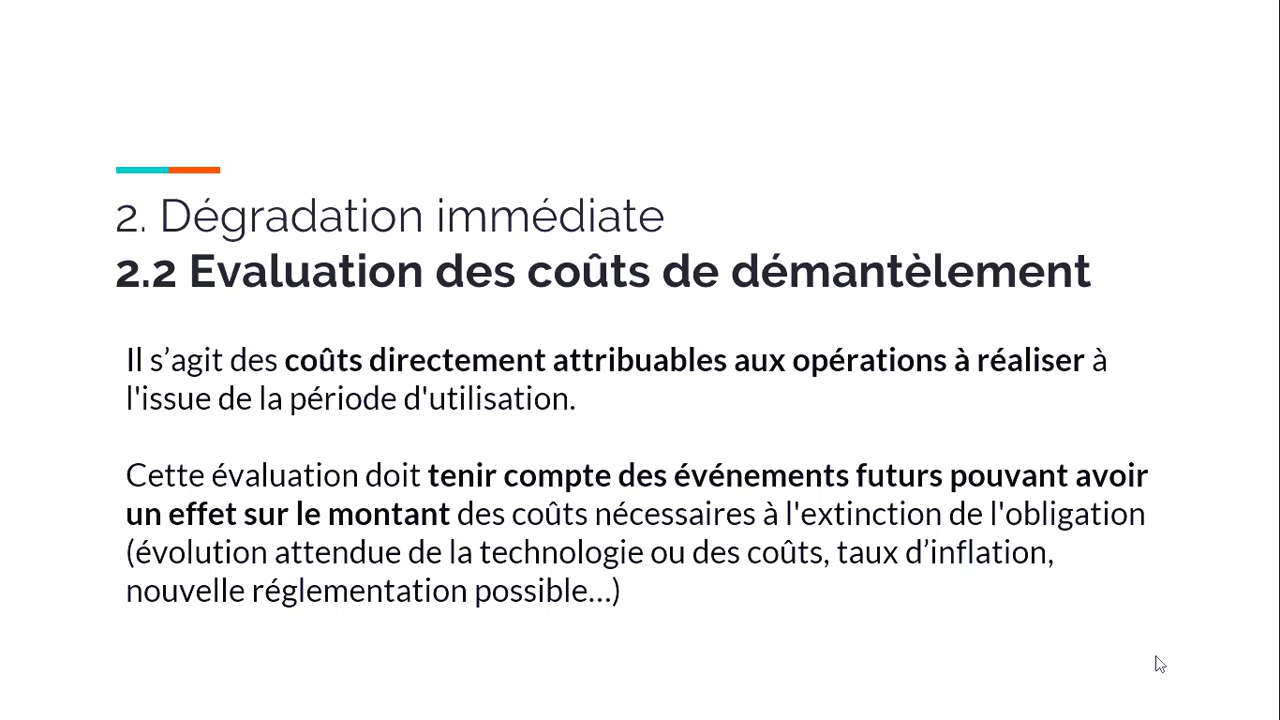 2. Dégradation immédiate
2.2 Evaluation des coûts de démantèlement
Il s’agit des coûts directement attribuables aux opérations à réaliser à
l'issue de la période d'utilisation.
Cette évaluation doit tenir compte des événements futurs pouvant avoir
un effet sur le montant des coûts nécessaires à l'extinction de l'obligation
(évolution attendue de la technologie ou des coûts, taux d’inflation,
nouvelle réglementation possible…)